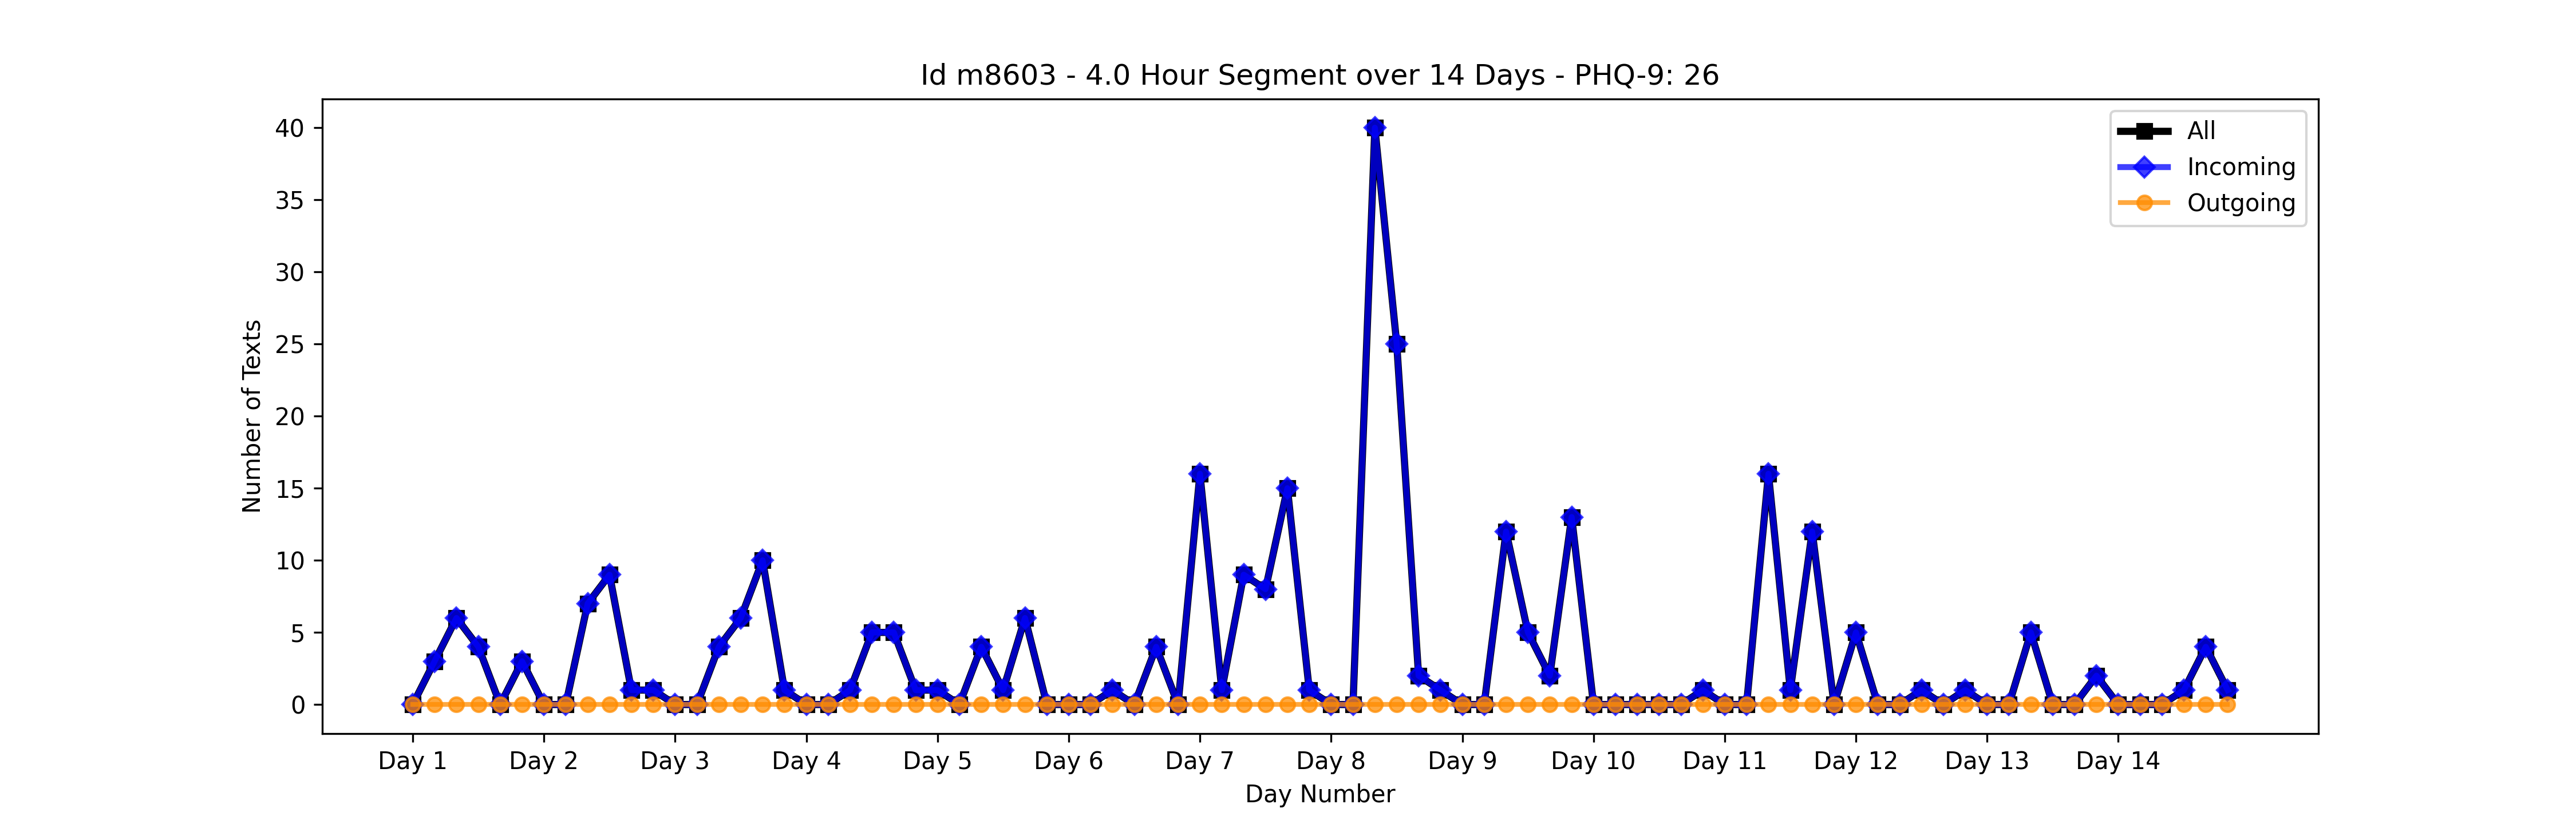 Id m8603 - 4.0 Hour Segment over 14 Days - PHQ-9: 26
All
Incoming
Outgoing
Number of Texts
40
35
30
25
20
15
10
5
0
Day 1 Day 2 Day 3 Day 4 Day 5 Day 6 Day 7 Day 8 Day 9 Day 10 Day 11 Day 12 Day 13 Day 14
Day Number